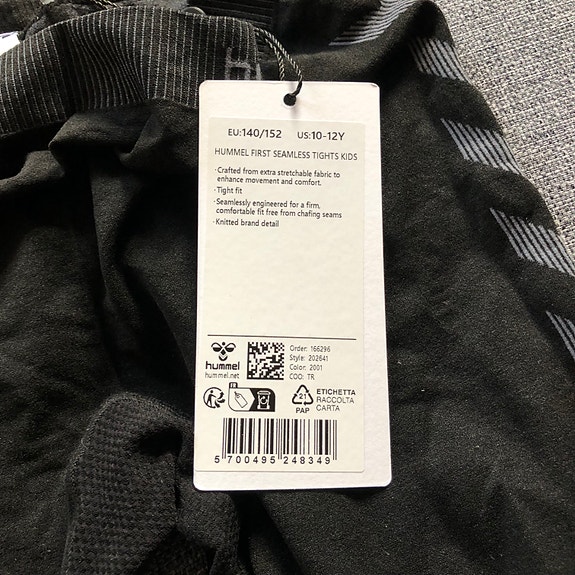 EU:140/152 US:10-12Y
HUMMEL FIRST SEAMLESS TIGHTS KIDS
·Crafted from extra stretchable fabric to
enhance movement and comfort.
·Tight fit
·Seamlessly engineered for a firm,
comfortable fit free from chafing seams
·Knitted brand detail
Order: 166296
Style: 202641
Color: 2001
COO: TR
hummel
hummel.net
FR
21
PAP
ETICHETTA
RACCOLTA
CARTA
5 700495 248349